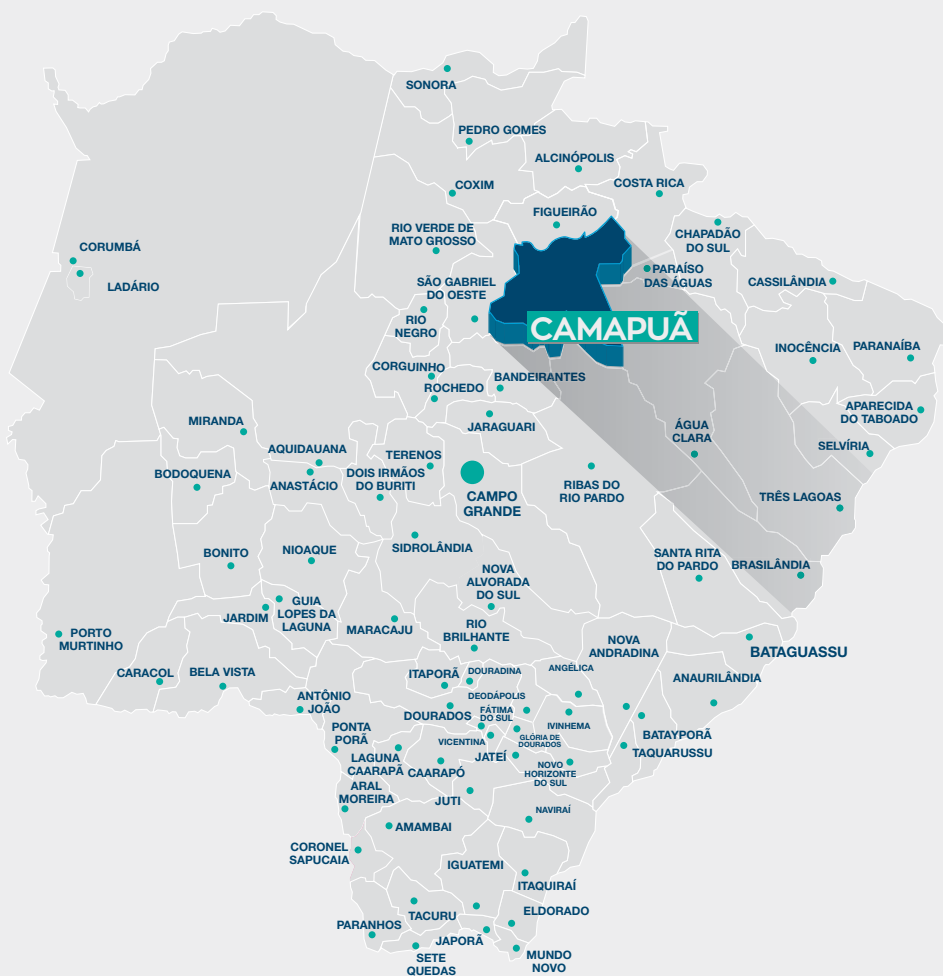 SONORA
PEDRO GOMES
ALCINÓPOLIS
COXIM
COSTA RICA
FIGUEIRÃO
RIO VERDE DE
MATO GROSSO
CHAPADÃO
DO SUL
CORUMBÁ
LADÁRIO
SÃO GABRIEL
DO OESTE
PARAÍSO
DAS ÁGUAS
CASSILÂNDIA
RIO
NEGRO
CAMAPUÃ
INOCÊNCIA
PARANAÍBA
CORGUINHO
ROCHEDO
BANDEIRANTES
APARECIDA
DO TABOADO
MIRANDA
JARAGUARI
ÁGUA
CLARA
SELVÍRIA
AQUIDAUANA
TERENOS
BODOQUENA
ANASTÁCIO
DOIS IRMÃOS
DO BURITI
CAMPO
GRANDE
RIBAS DO
RIO PARDO
TRÊS LAGOAS
SIDROLÂNDIA
BONITO
NIOAQUE
NOVA
ALVORADA
DO SUL
SANTA RITA
DO PARDO
BRASILÂNDIA
JARDIM
GUIA
LOPES DA
LAGUNA
MARACAJU
RIO
BRILHANTE
PORTO
MURTINHO
NOVA
ANDRADINA
BATAGUASSU
CARACOL
BELA VISTA
ITAPORÃ
DOURADINA
ANGÉLICA
ANAURILÂNDIA
ANTÔNIO
JOÃO
DEODÁPOLIS
DOURADOS
FÁTIMA
DO SUL
IVINHEMA
PONTA
PORÃ
VICENTINA
GLÓRIA DE
DOURADOS
BATAYPORÃ
TAQUARUSSU
LAGUNA
CAARAPÃ
CAARAPÓ
JATEÍ
NOVO
HORIZONTE
DO SUL
ARAL
MOREIRA
JUTI
NAVIRAÍ
AMAMBAI
CORONEL
SAPUCAIA
IGUATEMI
ITAQUIRAÍ
TACURU
ELDORADO
PARANHOS
JAPORÃ
SETE
QUEDAS
MUNDO
NOVO